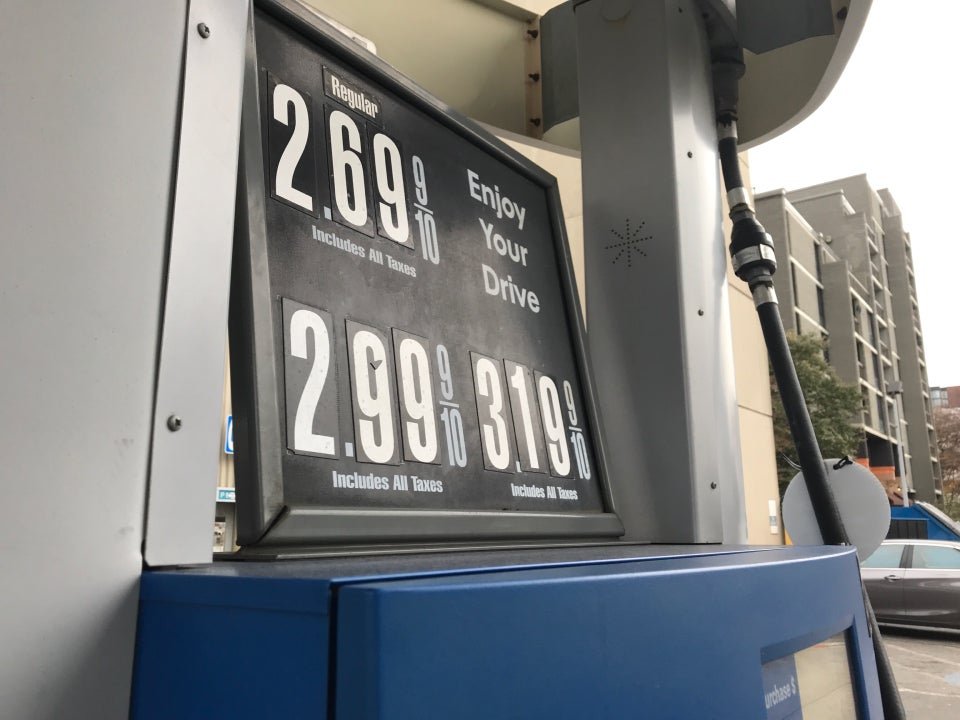 Regular
2.69 9/10
Includes All Taxes
Enjoy
Your
Drive
2.99 9/10
Includes All Taxes
3.19 9/10
Includes All Taxes
urchase $